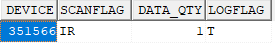 DEVICE SCANFLAG DATA_QTY LOGFLAG
351566 IR 1 T